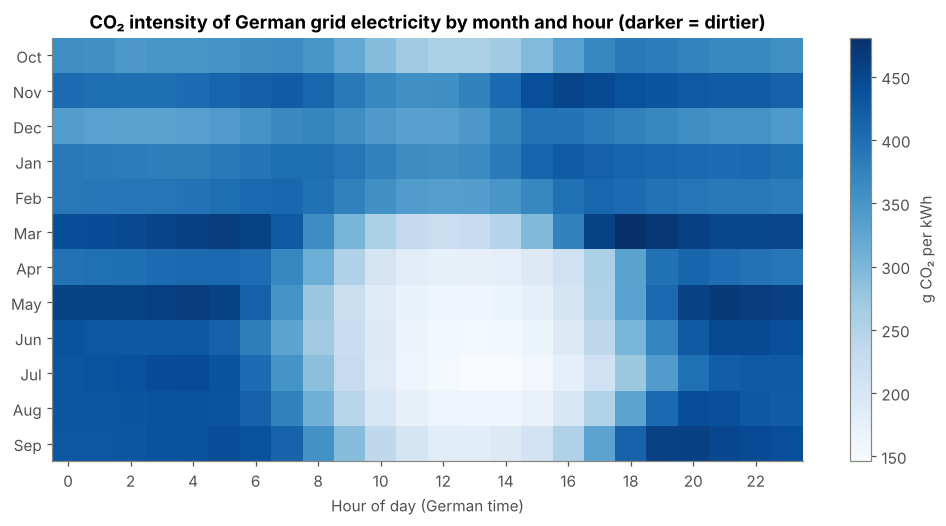 CO₂ intensity of German grid electricity by month and hour (darker = dirtier)
Oct
Nov
Dec
Jan
Feb
Mar
Apr
May
Jun
Jul
Aug
Sep
0 2 4 6 8 10 12 14 16 18 20 22
Hour of day (German time)
450
400
350
300
250
200
150
g CO₂ per kWh